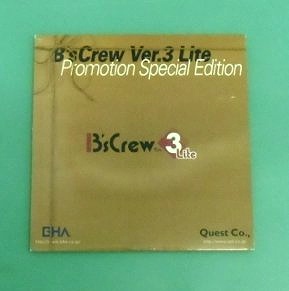 B'sCrew Ver.3 Lite
Promotion Special Edition
B'sCrew 3
Lite
BHA
Quest Co.,